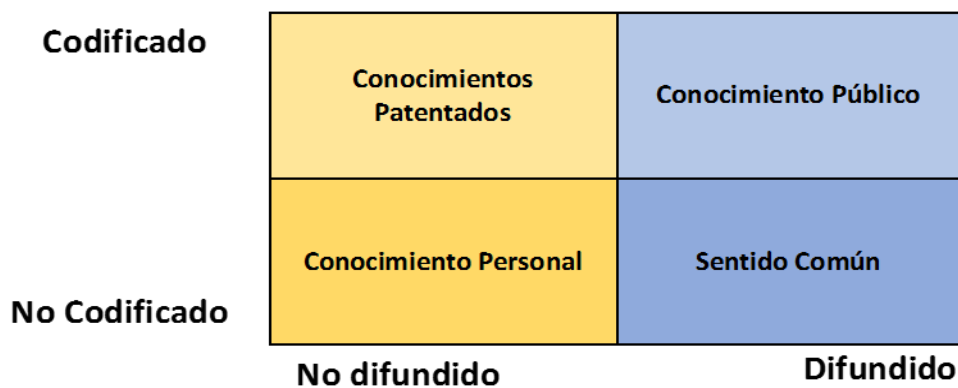 Codificado
Conocimientos
Patentados
Conocimiento Público
Conocimiento Personal
Sentido Común
No Codificado
No difundido
Difundido